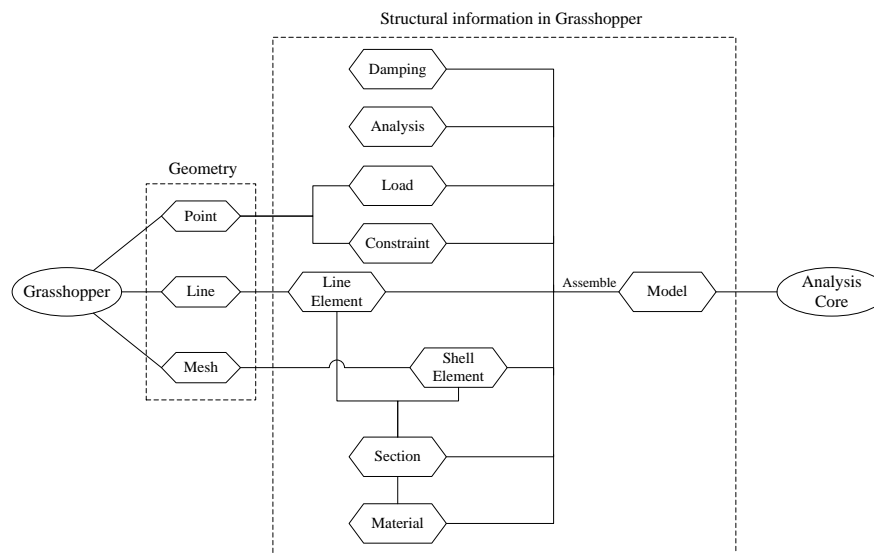 Structural information in Grasshopper
Damping
Analysis
Geometry
Load
Point
Constraint
Grasshopper
Line
Line
Element
Assemble
Model
Analysis
Core
Mesh
Shell
Element
Section
Material